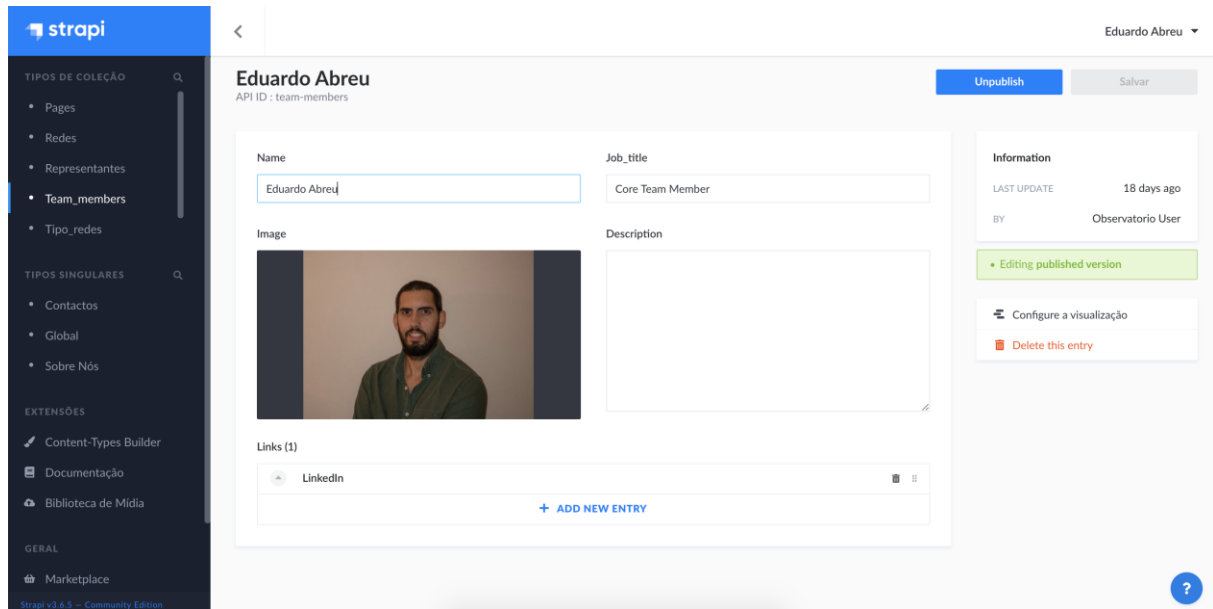 strapi
Eduardo Abreu
TIPOS DE COLEÇÃO
Pages
Redes
Representantes
Team_members
Tipo_redes
TIPOS SINGULARES
Contactos
Global
Sobre Nós
EXTENSÕES
Content-Types Builder
Documentação
Biblioteca de Mídia
GERAL
Marketplace
Strapi v3.6.5 — Community Edition
Eduardo Abreu
API ID : team-members
Unpublish
Salvar
Name
Eduardo Abreu
Job_title
Core Team Member
Image
Description
Links (1)
LinkedIn
+ ADD NEW ENTRY
Information
LAST UPDATE 18 days ago
BY Observatorio User
• Editing published version
Configure a visualização
Delete this entry
?